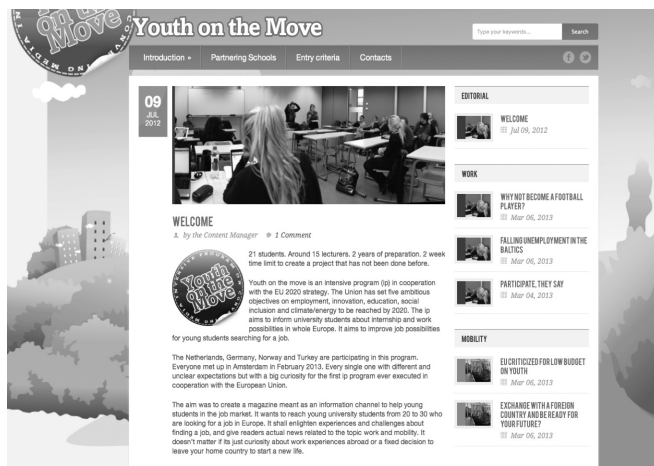 Youth on the Move
Type your keywords...
Search
Introduction »
Partnering Schools
Entry criteria
Contacts
09
JUL
2012
WELCOME
by the Content Manager
1 Comment
Youth
on the
Move
21 students. Around 15 lecturers. 2 years of preparation. 2 week
time limit to create a project that has not been done before.
Youth on the move is an intensive program (ip) in cooperation
with the EU 2020 strategy. The Union has set five ambitious
objectives on employment, innovation, education, social
inclusion and climate/energy to be reached by 2020. The ip
aims to inform university students about internship and work
possibilities in whole Europe. It aims to improve job possibilities
for young students searching for a job.
The Netherlands, Germany, Norway and Turkey are participating in this program.
Everyone met up in Amsterdam in February 2013. Every single one with different and
unclear expectations but with a big curiosity for the first ip program ever executed in
cooperation with the European Union.
The aim was to create a magazine meant as an information channel to help young
students in the job market. It wants to reach young university students from 20 to 30 who
are looking for a job in Europe. It shall enlighten experiences and challenges about
finding a job, and give readers actual news related to the topic work and mobility. It
doesn't matter if its just curiosity about work experiences abroad or a fixed decision to
leave your home country to start a new life.
EDITORIAL
WELCOME
Jul 09, 2012
WORK
WHY NOT BECOME A FOOTBALL
PLAYER?
Mar 06, 2013
FALLING UNEMPLOYMENT IN THE
BALTICS
Mar 06, 2013
PARTICIPATE, THEY SAY
Mar 04, 2013
MOBILITY
EU CRITICIZED FOR LOW BUDGET
ON YOUTH
Mar 06, 2013
EXCHANGE WITH A FOREIGN
COUNTRY AND BE READY FOR
YOUR FUTURE?
Mar 06, 2013